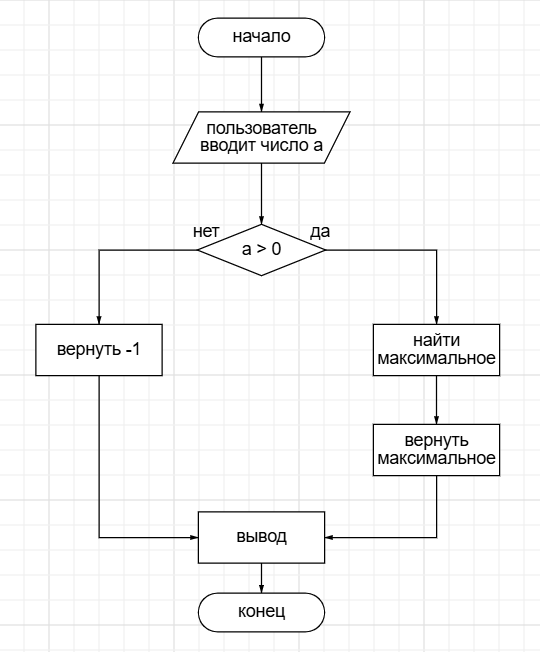 начало
пользователь
вводит число а
нет
да
а > 0
вернуть -1
найти
максимальное
вернуть
максимальное
вывод
конец